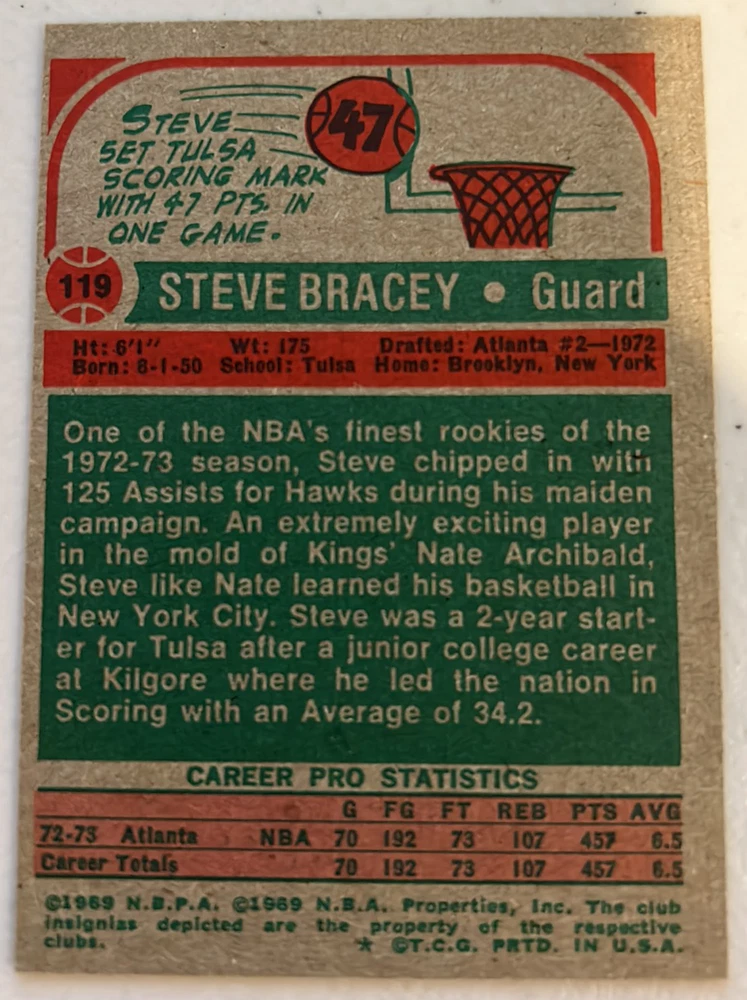 STEVE
SET TULSA
SCORING MARK
WITH 47 PTS. IN
ONE GAME.
47
119
STEVE BRACEY • Guard
Ht: 6'1" Wt: 175 Drafted: Atlanta #2—1972
Born: 8-1-50 School: Tulsa Home: Brooklyn, New York
One of the NBA's finest rookies of the
1972-73 season, Steve chipped in with
125 Assists for Hawks during his maiden
campaign. An extremely exciting player
in the mold of Kings' Nate Archibald,
Steve like Nate learned his basketball in
New York City. Steve was a 2-year start-
er for Tulsa after a junior college career
at Kilgore where he led the nation in
Scoring with an Average of 34.2.
CAREER PRO STATISTICS
G FG FT REB PTS AVG
72-73 Atlanta NBA 70 192 73 107 457 6.5
Career Totals 70 192 73 107 457 6.5
©1969 N.B.P.A. ©1969 N.B.A. Properties, Inc. The club
insignias depicted are the property of the respective
clubs. * ©T.C.G. PRTD. IN U.S.A.